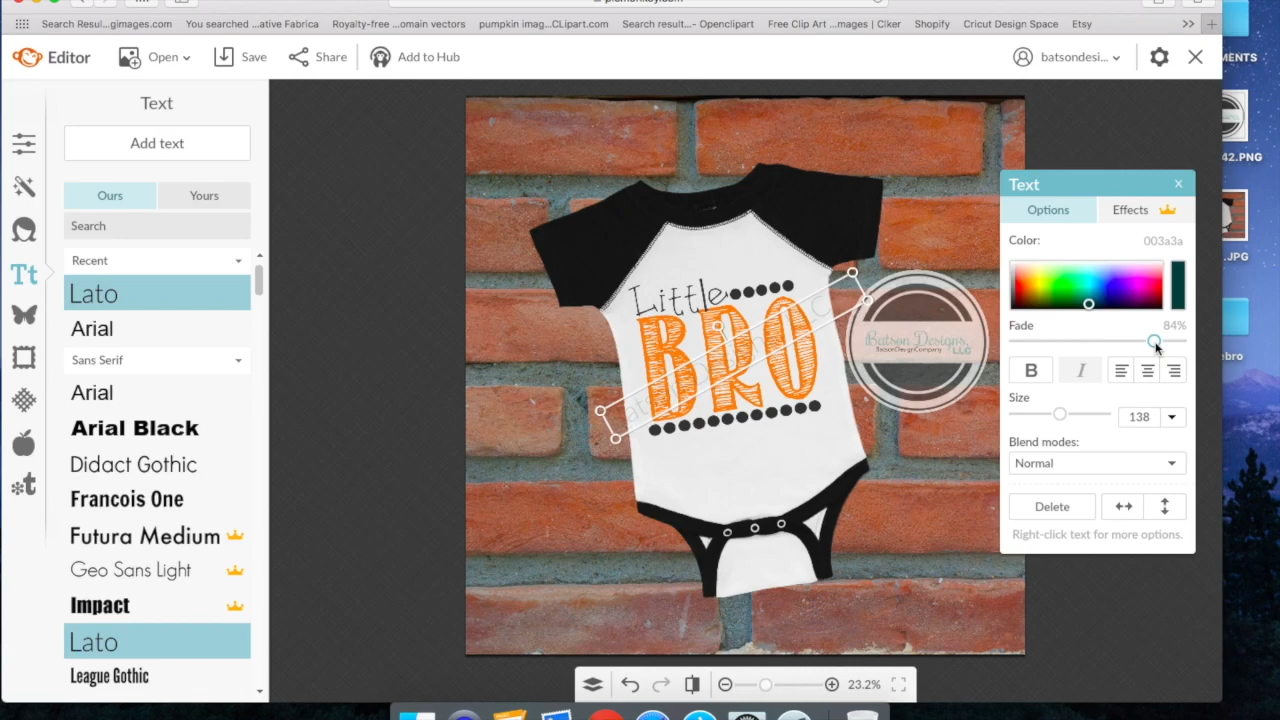 Search Resu...gimages.com You searched ...ative Fabrica Royalty-free ...omain vectors pumpkin imag...CLipart.com Search result...- Openclipart Free Clip Art ...mages | Clker Shopify Cricut Design Space Etsy
Editor Open Save Share Add to Hub batsondesi...
Text
Add text
Ours Yours
Search
Recent
Lato
Arial
Sans Serif
Arial
Arial Black
Didact Gothic
Francois One
Futura Medium
Geo Sans Light
Impact
Lato
League Gothic
Little
BRO
Batson Designs,
BatsonDesignCompany LLC
Text
Options Effects
Color: 003a3a
Fade 84%
B I
Size
138
Blend modes:
Normal
Delete
Right-click text for more options.
23.2%
MENTS
42.PNG
.JPG
ebro